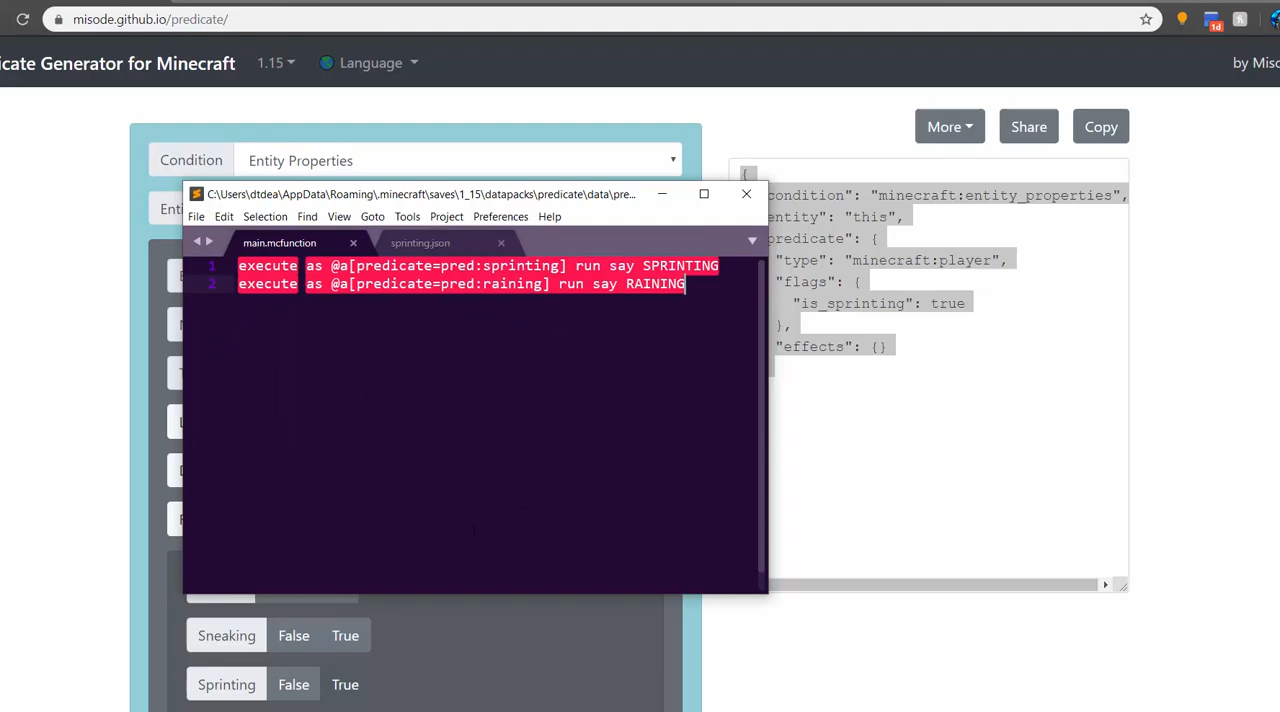 misode.github.io/predicate/
1d
icate Generator for Minecraft
1.15
Language
by Miso
More
Share
Copy
Condition
Entity Properties
Enti
{
condition": "minecraft:entity_properties",
entity": "this",
predicate": {
"type": "minecraft:player",
"flags": {
"is_sprinting": true
},
"effects": {}
C:\Users\dtdea\AppData\Roaming\.minecraft\saves\1_15\datapacks\predicate\data\pre...
File Edit Selection Find View Goto Tools Project Preferences Help
main.mcfunction
sprinting.json
1 execute as @a[predicate=pred:sprinting] run say SPRINTING
2 execute as @a[predicate=pred:raining] run say RAINING
Sneaking False True
Sprinting False True